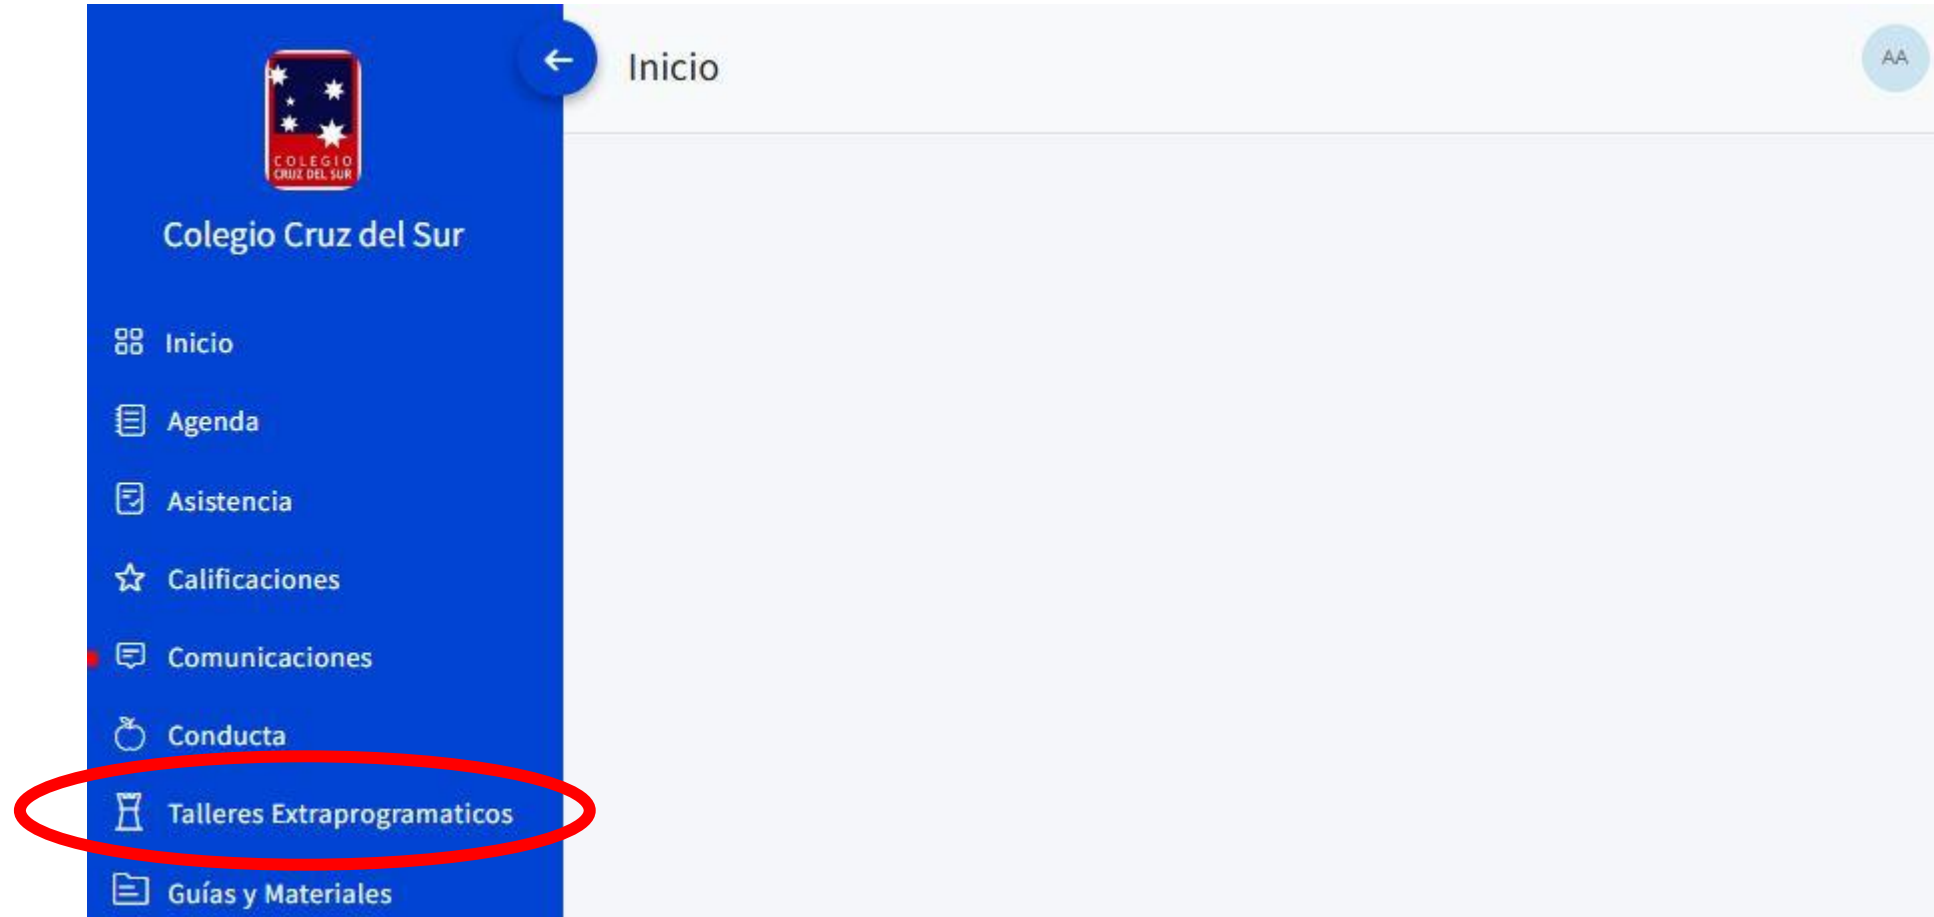 Inicio
AA
COLEGIO
CRUZ DEL SUR
Colegio Cruz del Sur
Inicio
Agenda
Asistencia
Calificaciones
Comunicaciones
Conducta
Talleres Extraprogramaticos
Guías y Materiales